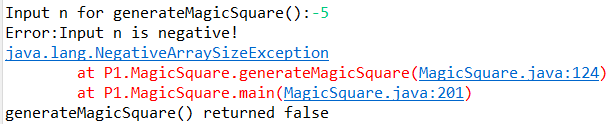 Input n for generateMagicSquare():-5
Error:Input n is negative!
java.lang.NegativeArraySizeException
at P1.MagicSquare.generateMagicSquare(MagicSquare.java:124)
at P1.MagicSquare.main(MagicSquare.java:201)
generateMagicSquare() returned false